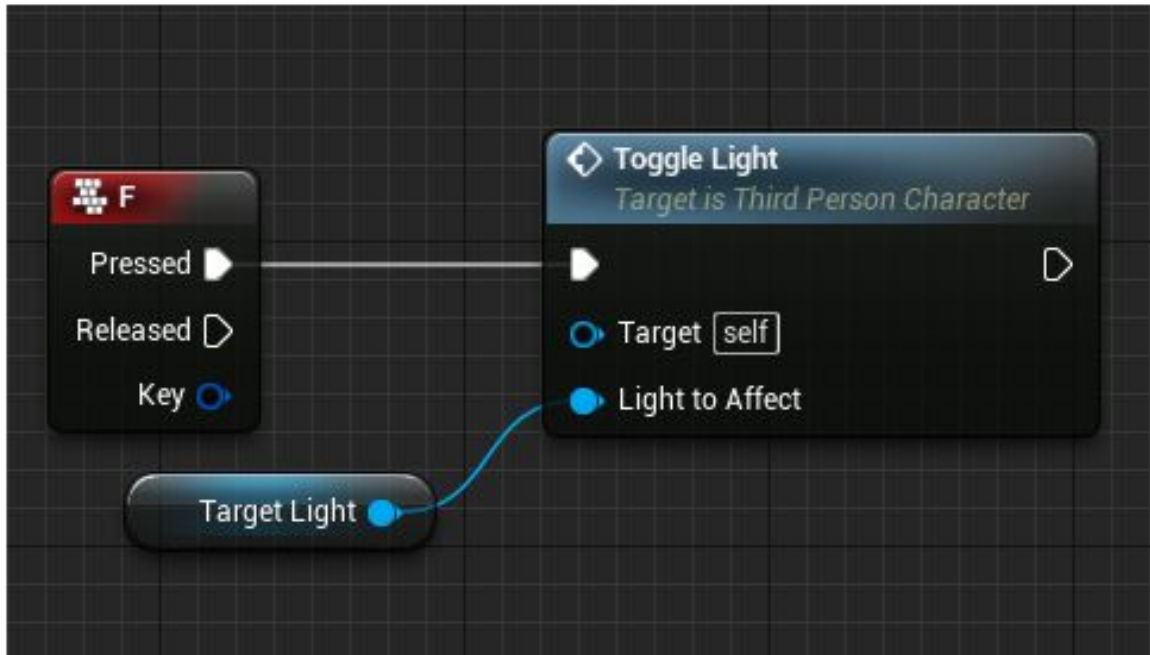 F
Pressed
Released
Key
Target Light
Toggle Light
Target is Third Person Character
Target self
Light to Affect